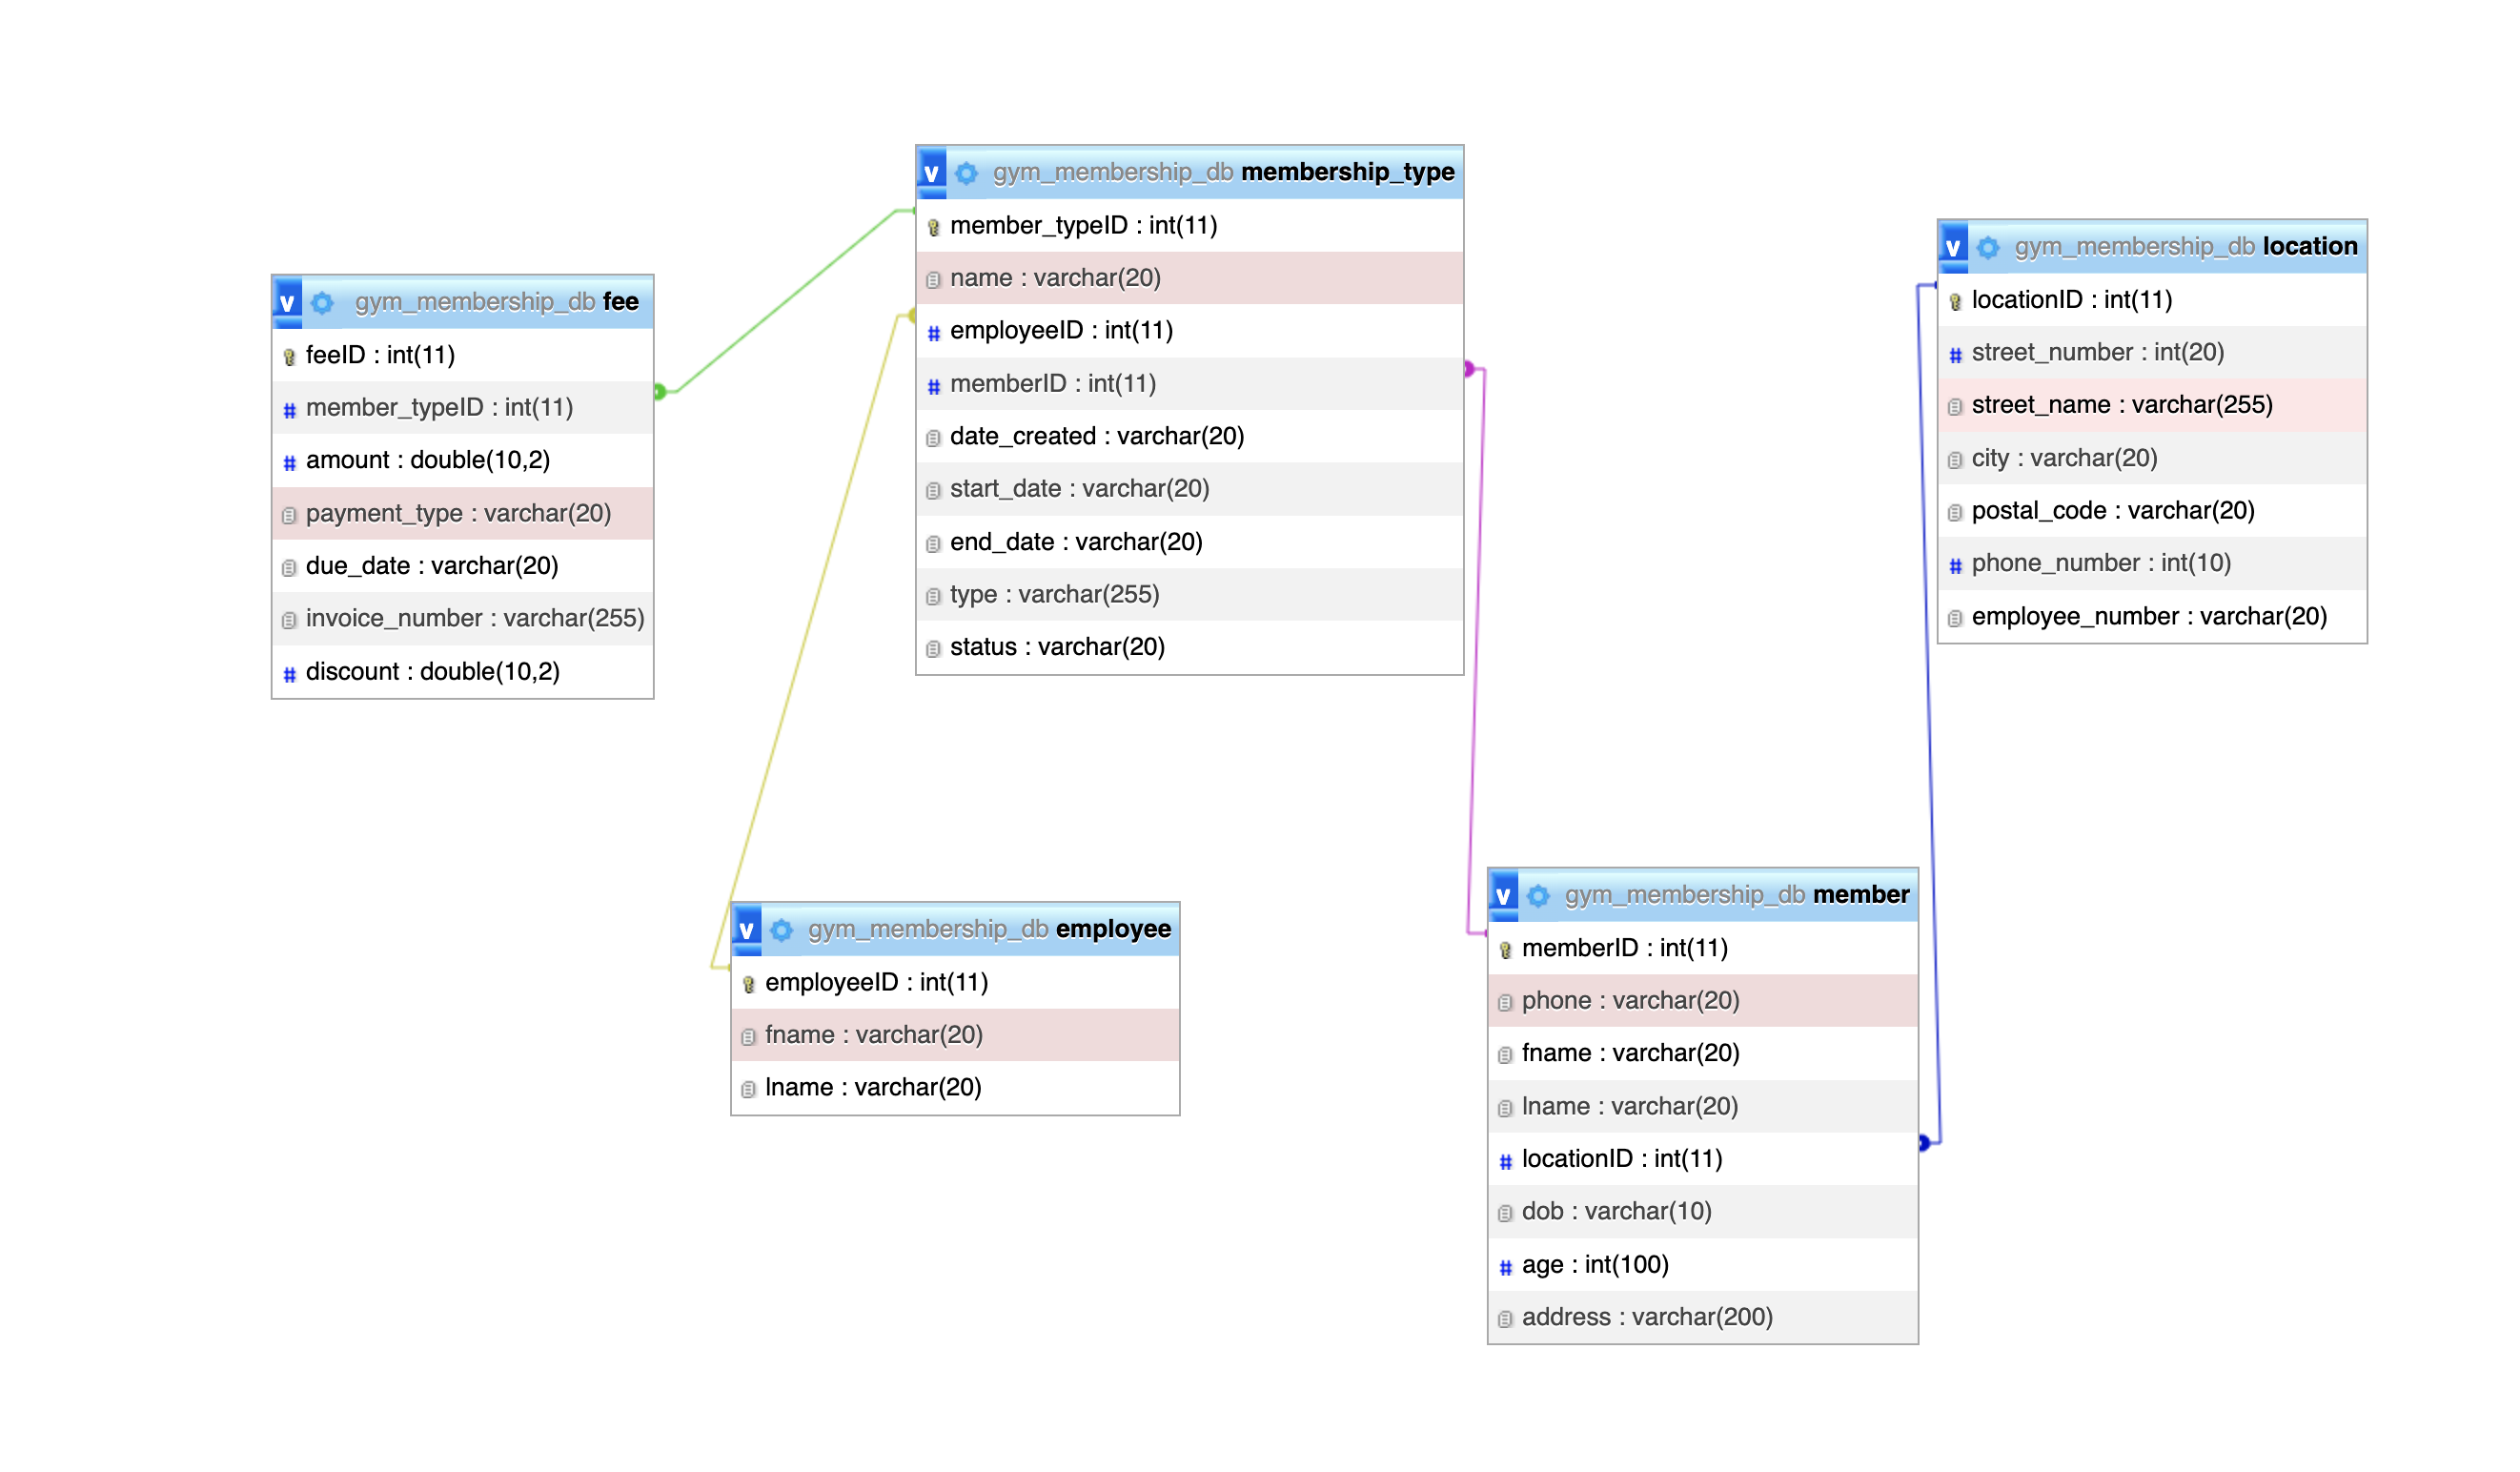 v gym_membership_db fee
feeID : int(11)
# member_typeID : int(11)
# amount : double(10,2)
payment_type : varchar(20)
due_date : varchar(20)
invoice_number : varchar(255)
# discount : double(10,2)
v gym_membership_db membership_type
member_typeID : int(11)
name : varchar(20)
# employeeID : int(11)
# memberID : int(11)
date_created : varchar(20)
start_date : varchar(20)
end_date : varchar(20)
type : varchar(255)
status : varchar(20)
v gym_membership_db location
locationID : int(11)
# street_number : int(20)
street_name : varchar(255)
city : varchar(20)
postal_code : varchar(20)
# phone_number : int(10)
employee_number : varchar(20)
v gym_membership_db employee
employeeID : int(11)
fname : varchar(20)
lname : varchar(20)
v gym_membership_db member
memberID : int(11)
phone : varchar(20)
fname : varchar(20)
lname : varchar(20)
# locationID : int(11)
dob : varchar(10)
# age : int(100)
address : varchar(200)